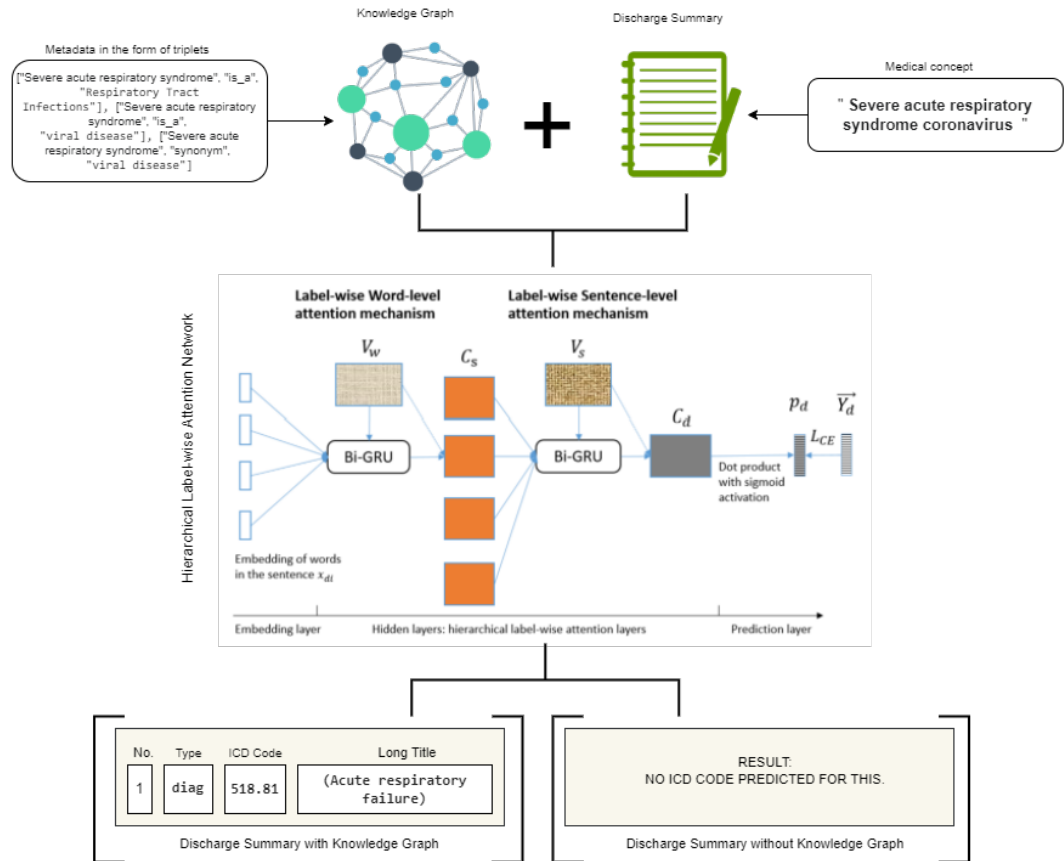 Knowledge Graph
Discharge Summary
Metadata in the form of triplets
["Severe acute respiratory syndrome", "is_a",
"Respiratory Tract
Infections"], ["Severe acute respiratory
syndrome", "is_a",
"viral disease"], ["Severe acute
respiratory syndrome", "synonym",
"viral disease"]
Medical concept
" Severe acute respiratory
syndrome coronavirus "
Hierarchical Label-wise Attention Network
Label-wise Word-level
attention mechanism
Label-wise Sentence-level
attention mechanism
V_w
C_s
V_s
C_d
p_d
Y_d
L_CE
Bi-GRU
Bi-GRU
Dot product
with sigmoid
activation
Embedding of words
in the sentence x_di
Embedding layer
Hidden layers: hierarchical label-wise attention layers
Prediction layer
No.
Type
ICD Code
Long Title
1
diag
518.81
(Acute respiratory
failure)
Discharge Summary with Knowledge Graph
RESULT:
NO ICD CODE PREDICTED FOR THIS.
Discharge Summary without Knowledge Graph